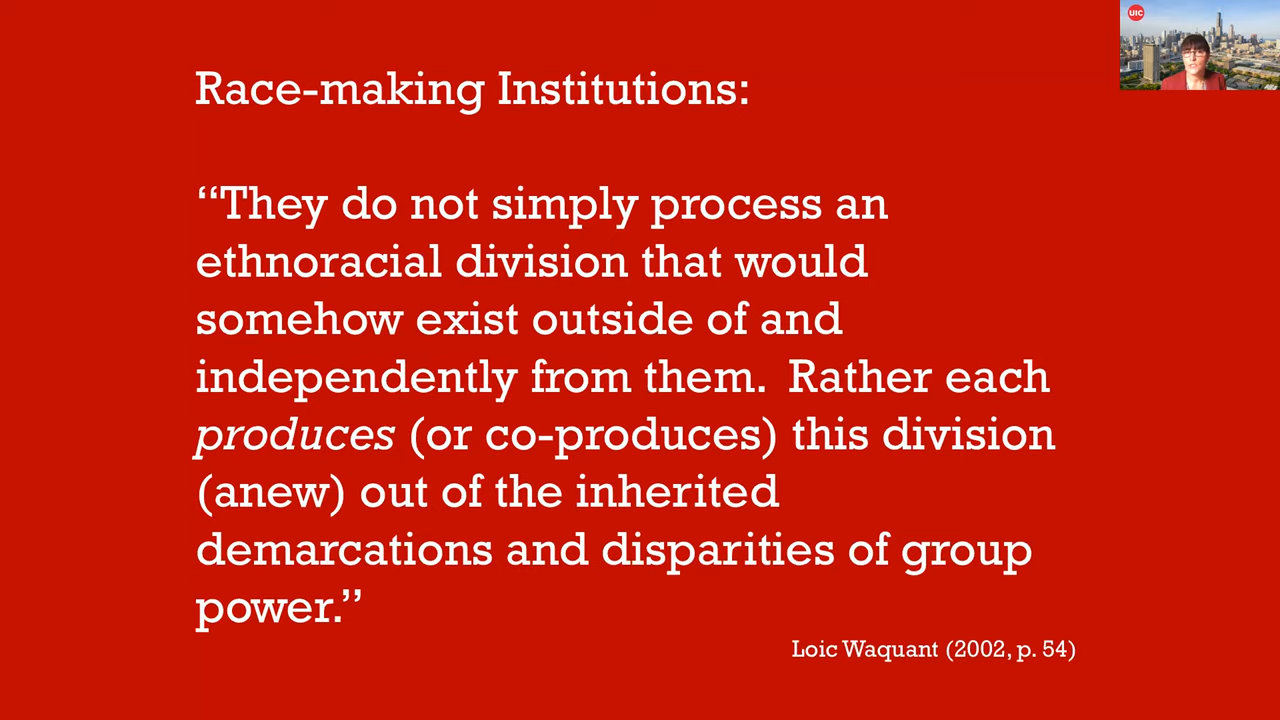 UIC
Race-making Institutions:
“They do not simply process an
ethnoracial division that would
somehow exist outside of and
independently from them.  Rather each
produces (or co-produces) this division
(anew) out of the inherited
demarcations and disparities of group
power.”
Loic Waquant (2002, p. 54)